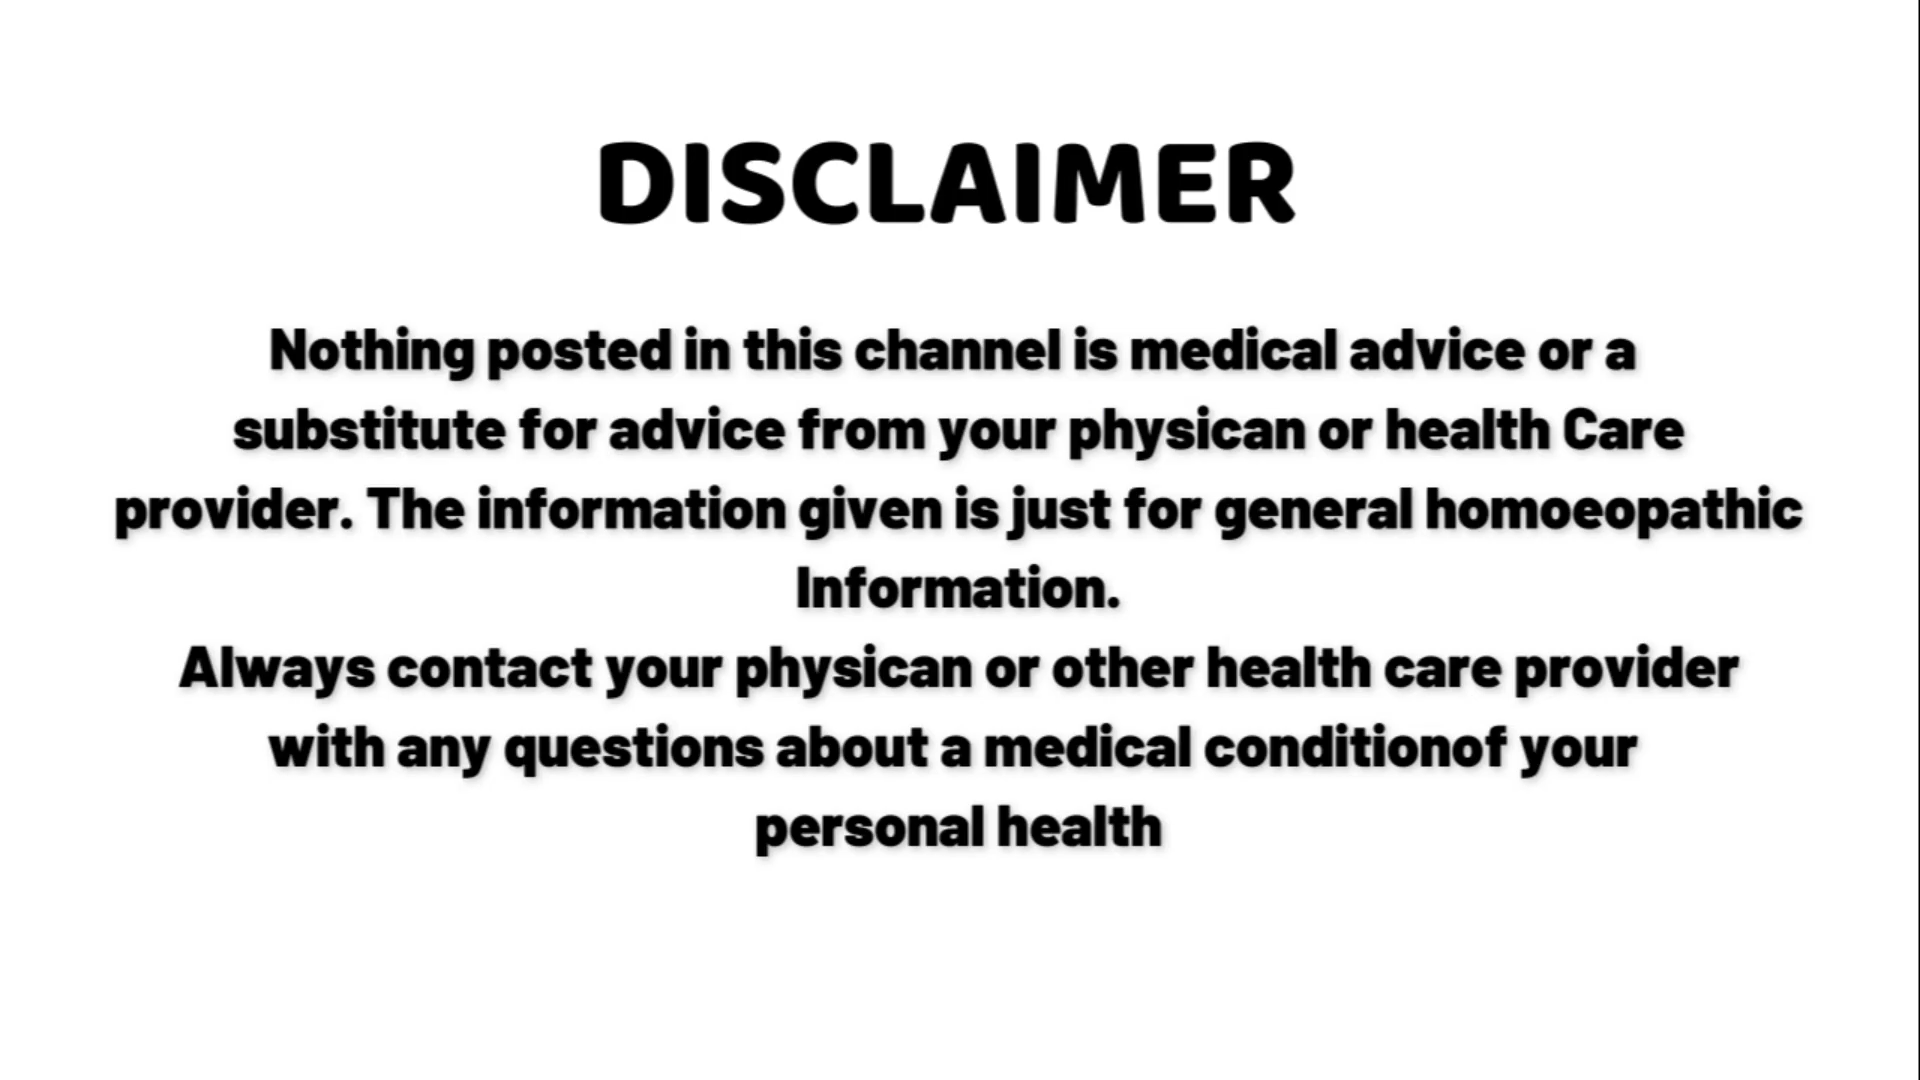 DISCLAIMER
Nothing posted in this channel is medical advice or a
substitute for advice from your physican or health Care
provider. The information given is just for general homoeopathic
Information.
Always contact your physican or other health care provider
with any questions about a medical conditionof your
personal health